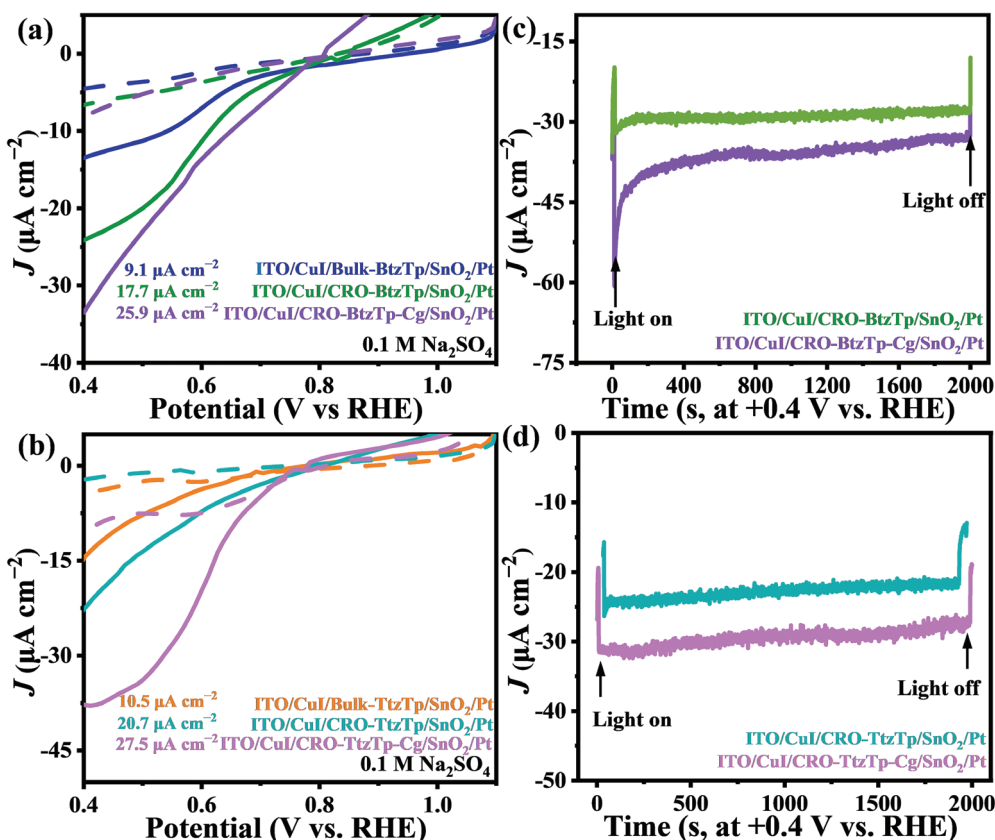 (a)
0
-10
-20
-30
-40
J (μA cm⁻²)
9.1 μA cm⁻² ITO/CuI/Bulk-BtzTp/SnO₂/Pt
17.7 μA cm⁻² ITO/CuI/CRO-BtzTp/SnO₂/Pt
25.9 μA cm⁻² ITO/CuI/CRO-BtzTp-Cg/SnO₂/Pt
0.1 M Na₂SO₄
0.4 0.6 0.8 1.0
Potential (V vs RHE)
(c)
-15
-30
-45
-60
-75
J (μA cm⁻²)
Light on
Light off
ITO/CuI/CRO-BtzTp/SnO₂/Pt
ITO/CuI/CRO-BtzTp-Cg/SnO₂/Pt
0 400 800 1200 1600 2000
Time (s, at +0.4 V vs. RHE)
(b)
0
-15
-30
-45
J (μA cm⁻²)
10.5 μA cm⁻² ITO/CuI/Bulk-TtzTp/SnO₂/Pt
20.7 μA cm⁻² ITO/CuI/CRO-TtzTp/SnO₂/Pt
27.5 μA cm⁻² ITO/CuI/CRO-TtzTp-Cg/SnO₂/Pt
0.1 M Na₂SO₄
0.4 0.6 0.8 1.0
Potential (V vs. RHE)
(d)
0
-10
-20
-30
-40
-50
J (μA cm⁻²)
Light on
Light off
ITO/CuI/CRO-TtzTp/SnO₂/Pt
ITO/CuI/CRO-TtzTp-Cg/SnO₂/Pt
0 500 1000 1500 2000
Time (s, at +0.4 V vs. RHE)